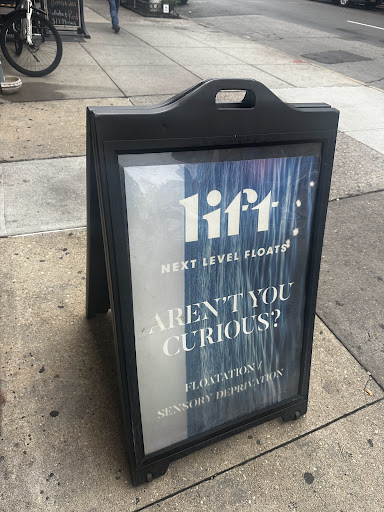 lift
NEXT LEVEL FLOATS
AREN'T YOU
CURIOUS?
FLOATATION /
SENSORY DEPRIVATION